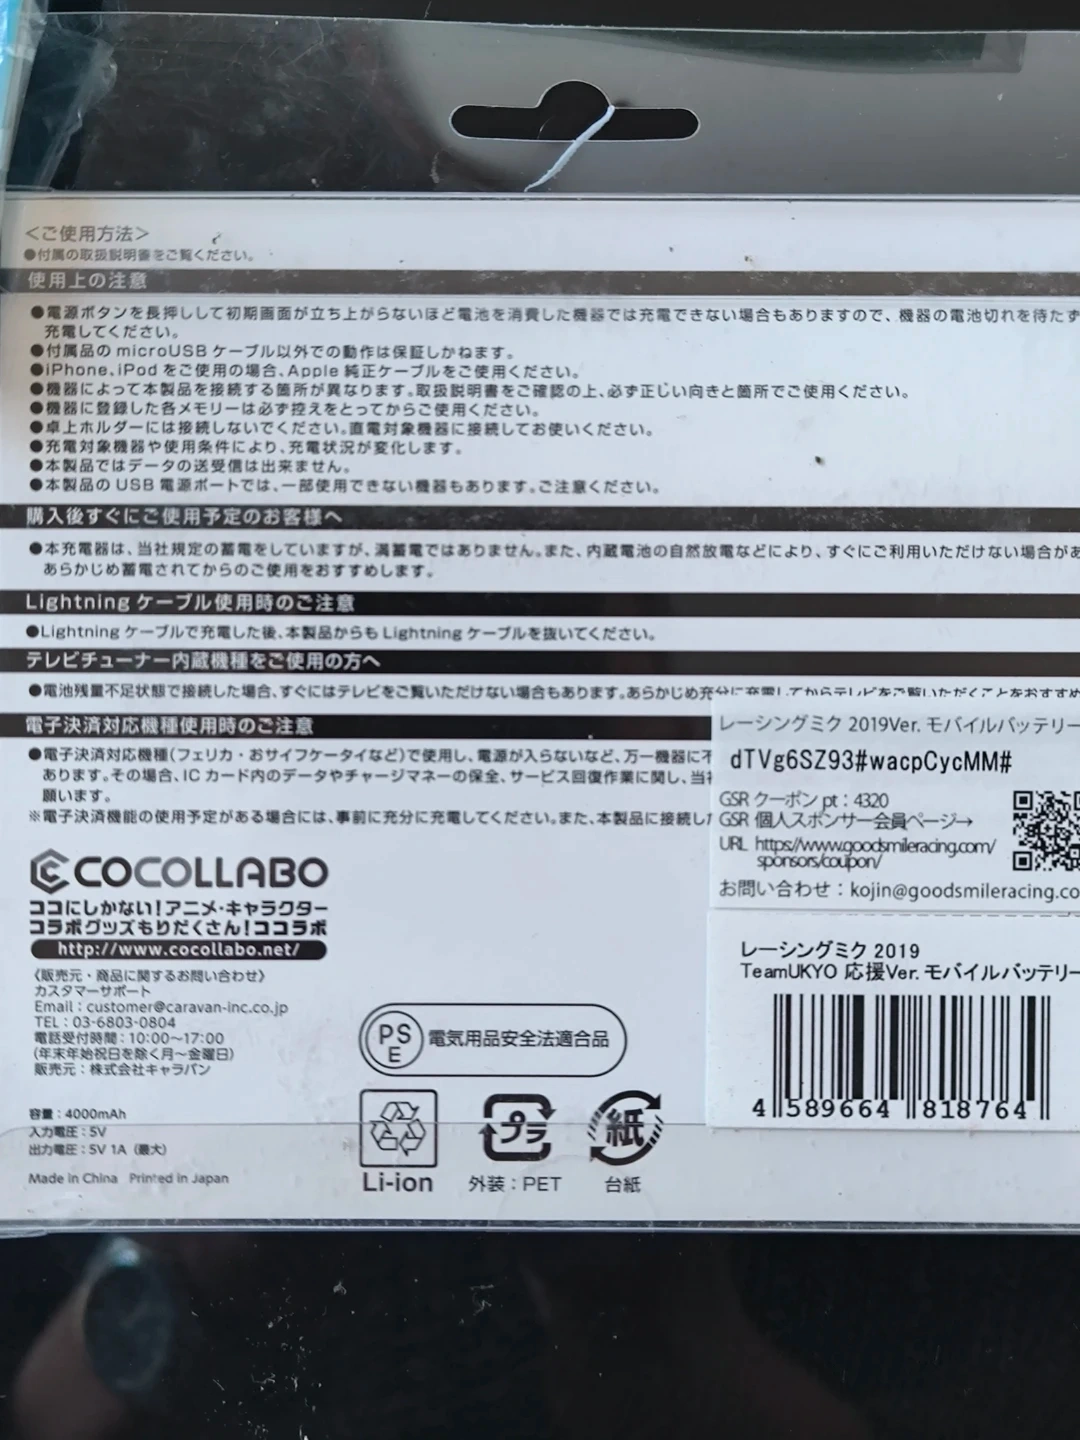 ＜ご使用方法＞
●付属の取扱説明書をご覧ください。
使用上の注意
●電源ボタンを長押しして初期画面が立ち上がらないほど電池を消費した機器では充電できない場合もありますので、機器の電池切れを待たず
充電してください。
●付属品の microUSB ケーブル以外での動作は保証しかねます。
●iPhone、iPod をご使用の場合、Apple 純正ケーブルをご使用ください。
●機器によって本製品を接続する箇所が異なります。取扱説明書をご確認の上、必ず正しい向きと箇所でご使用ください。
●機器に登録した各メモリーは必ず控えをとってからご使用ください。
●卓上ホルダーには接続しないでください。直電対象機器に接続してお使いください。
●充電対象機器や使用条件により、充電状況が変化します。
●本製品ではデータの送受信は出来ません。
●本製品の USB 電源ポートでは、一部使用できない機器もあります。ご注意ください。
購入後すぐにご使用予定のお客様へ
●本充電器は、当社規定の蓄電をしていますが、満蓄電ではありません。また、内蔵電池の自然放電などにより、すぐにご利用いただけない場合があ
あらかじめ蓄電されてからのご使用をおすすめします。
Lightning ケーブル使用時のご注意
●Lightning ケーブルで充電した後、本製品からも Lightning ケーブルを抜いてください。
テレビチューナー内蔵機種をご使用の方へ
●電池残量不足状態で接続した場合、すぐにはテレビをご覧いただけない場合もあります。あらかじめ充分に充電してからテレビをご覧いただくことをおすすめ
電子決済対応機種使用時のご注意
●電子決済対応機種(フェリカ・おサイフケータイなど)で使用し、電源が入らないなど、万一機器に不
あります。その場合、IC カード内のデータやチャージマネーの保全、サービス回復作業に関し、当社
願います。
※電子決済機能の使用予定がある場合には、事前に充分に充電してください。また、本製品に接続し
レーシングミク 2019Ver. モバイルバッテリー
dTVg6SZ93#wacpCycMM#
GSR クーポン pt：4320
GSR 個人スポンサー会員ページ→
URL https://www.goodsmileracing.com/
sponsors/coupon/
お問い合わせ：kojin@goodsmileracing.co
COCOLLABO
ココにしかない！アニメ・キャラクター
コラボグッズもりだくさん！ココラボ
http://www.cocollabo.net/
《販売元・商品に関するお問い合わせ》
カスタマーサポート
Email：customer@caravan-inc.co.jp
TEL：03-6803-0804
電話受付時間：10:00〜17:00
(年末年始祝日を除く月〜金曜日)
販売元：株式会社キャラバン
レーシングミク 2019
TeamUKYO 応援Ver. モバイルバッテリー
4 589664 818764
PS
E
電気用品安全法適合品
容量：4000mAh
入力電圧：5V
出力電圧：5V 1A（最大）
Made in China Printed in Japan
Li-ion
プラ
外装：PET
紙
台紙